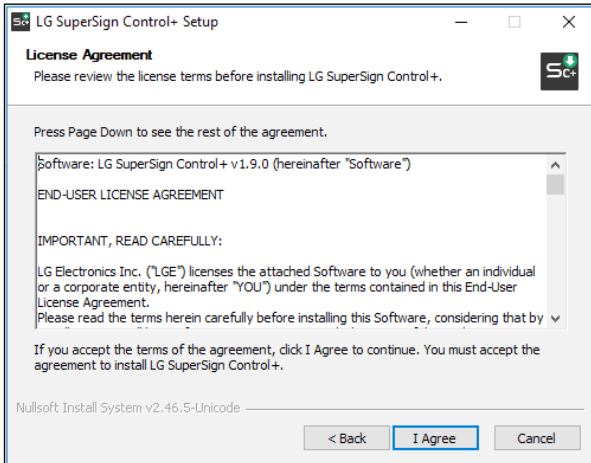 LG SuperSign Control+ Setup
License Agreement
Please review the license terms before installing LG SuperSign Control+.
Sc+
Press Page Down to see the rest of the agreement.
Software: LG SuperSign Control+ v1.9.0 (hereinafter "Software")
END-USER LICENSE AGREEMENT
IMPORTANT, READ CAREFULLY:
LG Electronics Inc. ("LGE") licenses the attached Software to you (whether an individual
or a corporate entity, hereinafter "YOU") under the terms contained in this End-User
License Agreement.
Please read the terms herein carefully before installing this Software, considering that by
If you accept the terms of the agreement, click I Agree to continue. You must accept the
agreement to install LG SuperSign Control+.
Nullsoft Install System v2.46.5-Unicode
< Back I Agree Cancel